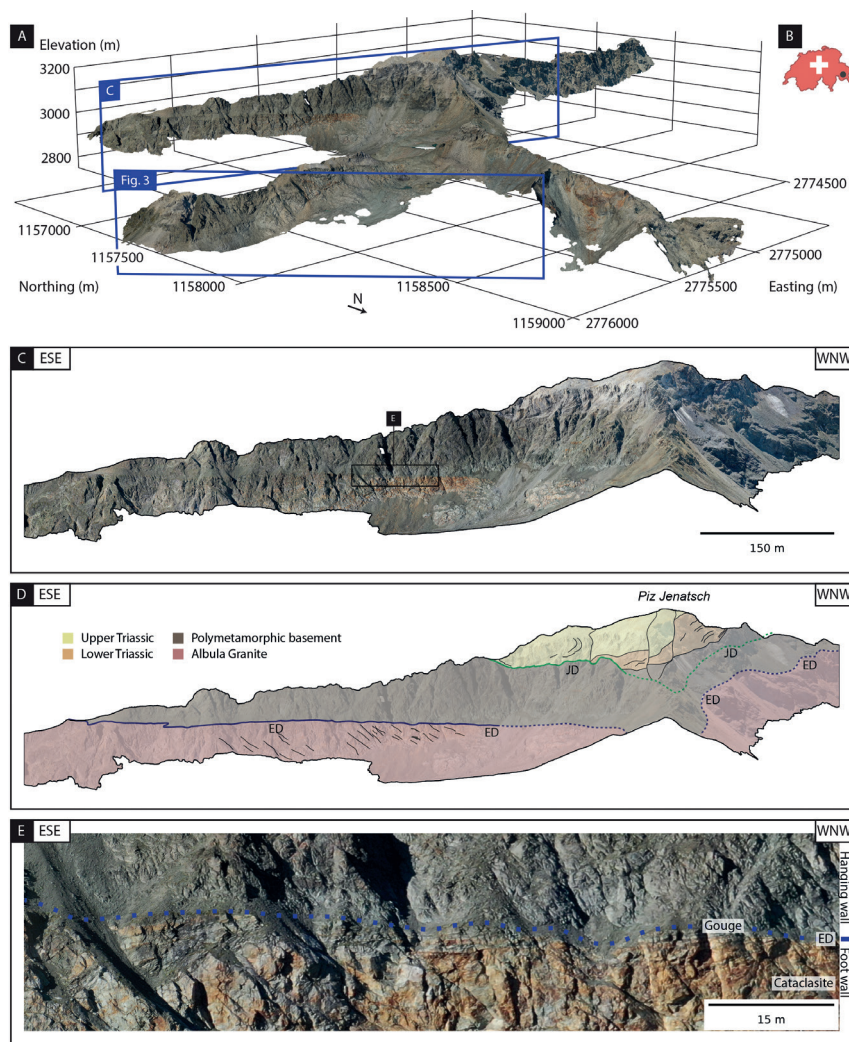 A
Elevation (m)
B
3200
3000
2800
C
Fig. 3
1157000
1157500
1158000
1158500
1159000
Northing (m)
N
2774500
2775000
2775500
2776000
Easting (m)
C ESE
WNW
E
150 m
D ESE
WNW
Piz Jenatsch
Upper Triassic
Polymetamorphic basement
Lower Triassic
Albula Granite
JD
JD
ED
ED
ED
ED
E ESE
WNW
Hanging wall
Gouge
ED
Foot wall
Cataclasite
15 m